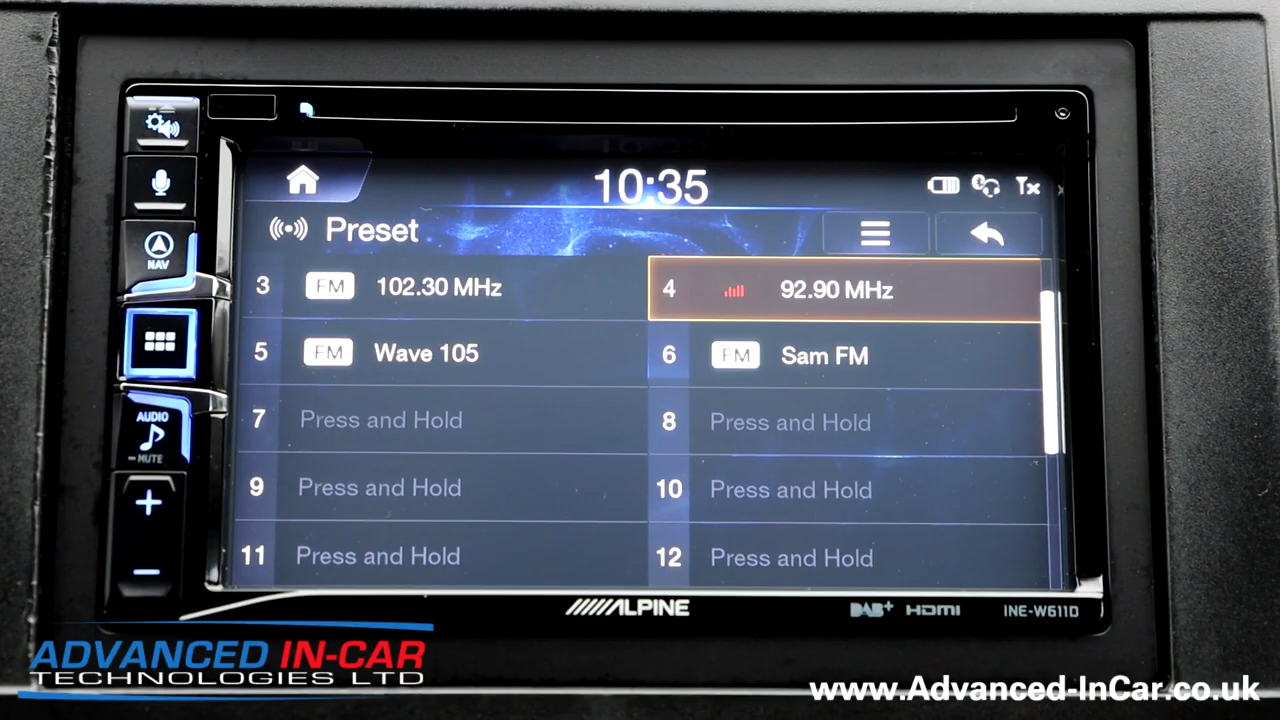 10:35
Tx
Preset
NAV
3 FM 102.30 MHz
4 92.90 MHz
5 FM Wave 105
6 FM Sam FM
7 Press and Hold
8 Press and Hold
AUDIO
MUTE
9 Press and Hold
10 Press and Hold
11 Press and Hold
12 Press and Hold
+
−
ALPINE
DAB+ HDMI INE-W611D
ADVANCED IN-CAR
TECHNOLOGIES LTD
www.Advanced-InCar.co.uk